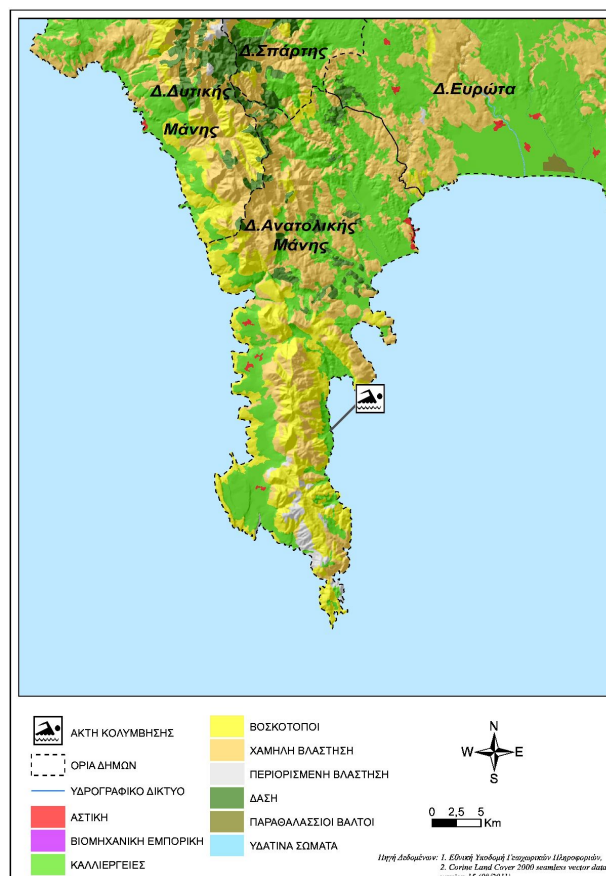 Δ.Σπάρτης
Δ.Δυτικής
Μάνης
Δ.Ευρώτα
Δ.Ανατολικής
Μάνης
ΑΚΤΗ ΚΟΛΥΜΒΗΣΗΣ
ΟΡΙΑ ΔΗΜΩΝ
ΥΔΡΟΓΡΑΦΙΚΟ ΔΙΚΤΥΟ
ΑΣΤΙΚΗ
ΒΙΟΜΗΧΑΝΙΚΗ ΕΜΠΟΡΙΚΗ
ΚΑΛΛΙΕΡΓΕΙΕΣ
ΒΟΣΚΟΤΟΠΟΙ
ΧΑΜΗΛΗ ΒΛΑΣΤΗΣΗ
ΠΕΡΙΟΡΙΣΜΕΝΗ ΒΛΑΣΤΗΣΗ
ΔΑΣΗ
ΠΑΡΑΘΑΛΑΣΣΙΟΙ ΒΑΛΤΟΙ
ΥΔΑΤΙΝΑ ΣΩΜΑΤΑ
N
W E
S
0 2,5 5
Km
Πηγή Δεδομένων: 1. Εθνική Υποδομή Γεωχωρικών Πληροφοριών,
2. Corine Land Cover 2000 seamless vector data